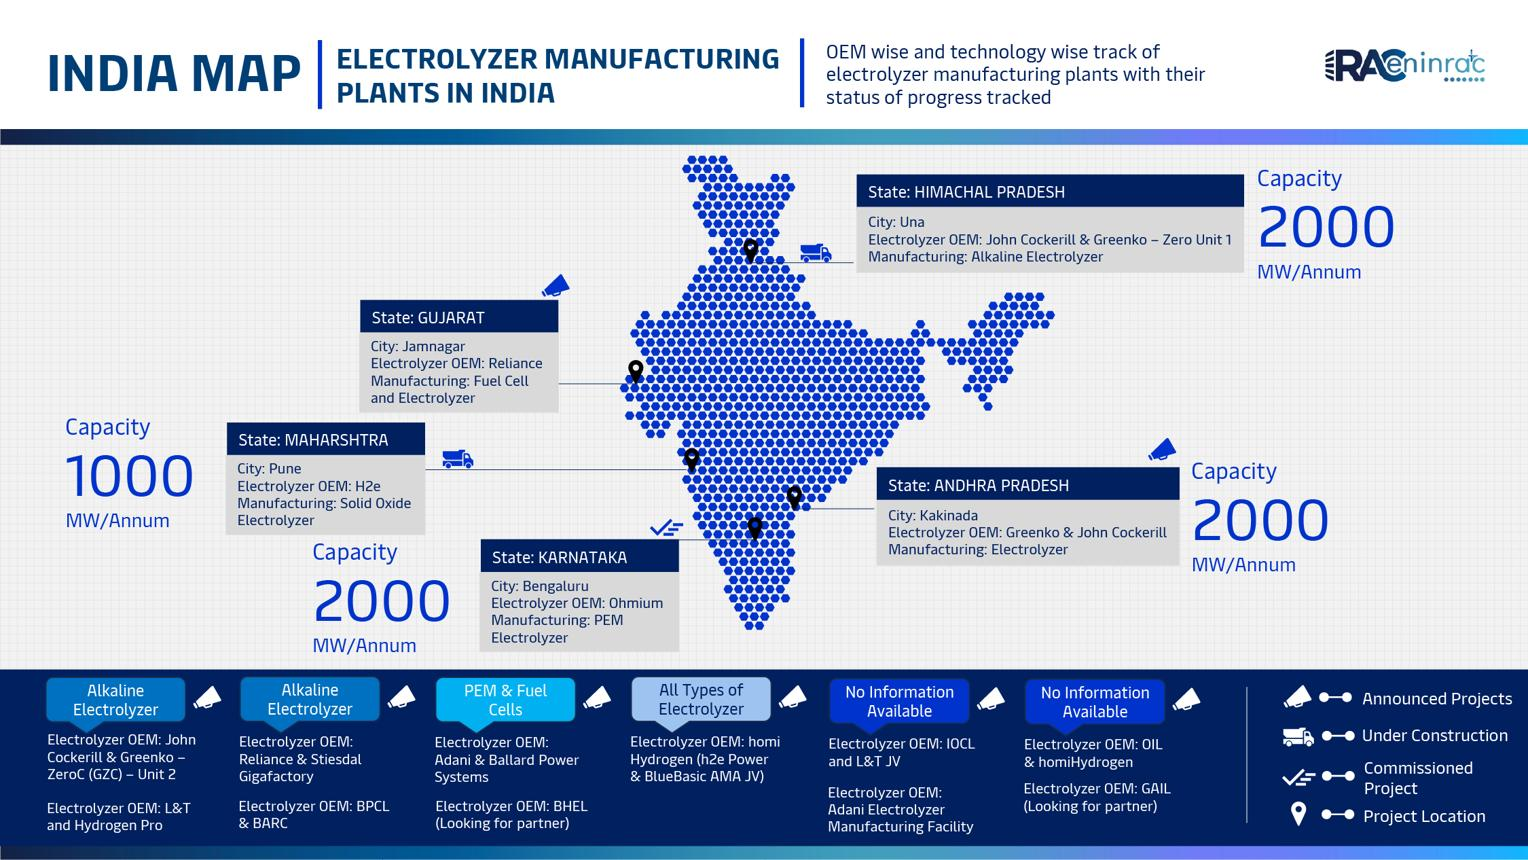 INDIA MAP
ELECTROLYZER MANUFACTURING
PLANTS IN INDIA
OEM wise and technology wise track of
electrolyzer manufacturing plants with their
status of progress tracked
RAC eninrac
State: HIMACHAL PRADESH
City: Una
Electrolyzer OEM: John Cockerill & Greenko – Zero Unit 1
Manufacturing: Alkaline Electrolyzer
Capacity
2000
MW/Annum
State: GUJARAT
City: Jamnagar
Electrolyzer OEM: Reliance
Manufacturing: Fuel Cell
and Electrolyzer
Capacity
1000
MW/Annum
State: MAHARSHTRA
City: Pune
Electrolyzer OEM: H2e
Manufacturing: Solid Oxide
Electrolyzer
State: ANDHRA PRADESH
City: Kakinada
Electrolyzer OEM: Greenko & John Cockerill
Manufacturing: Electrolyzer
Capacity
2000
MW/Annum
Capacity
2000
MW/Annum
State: KARNATAKA
City: Bengaluru
Electrolyzer OEM: Ohmium
Manufacturing: PEM
Electrolyzer
Alkaline
Electrolyzer
Electrolyzer OEM: John
Cockerill & Greenko –
ZeroC (GZC) – Unit 2
Electrolyzer OEM: L&T
and Hydrogen Pro
Alkaline
Electrolyzer
Electrolyzer OEM:
Reliance & Stiesdal
Gigafactory
Electrolyzer OEM: BPCL
& BARC
PEM & Fuel
Cells
Electrolyzer OEM:
Adani & Ballard Power
Systems
Electrolyzer OEM: BHEL
(Looking for partner)
All Types of
Electrolyzer
Electrolyzer OEM: homi
Hydrogen (h2e Power
& BlueBasic AMA JV)
No Information
Available
Electrolyzer OEM: IOCL
and L&T JV
Electrolyzer OEM:
Adani Electrolyzer
Manufacturing Facility
No Information
Available
Electrolyzer OEM: OIL
& homiHydrogen
Electrolyzer OEM: GAIL
(Looking for partner)
Announced Projects
Under Construction
Commissioned
Project
Project Location